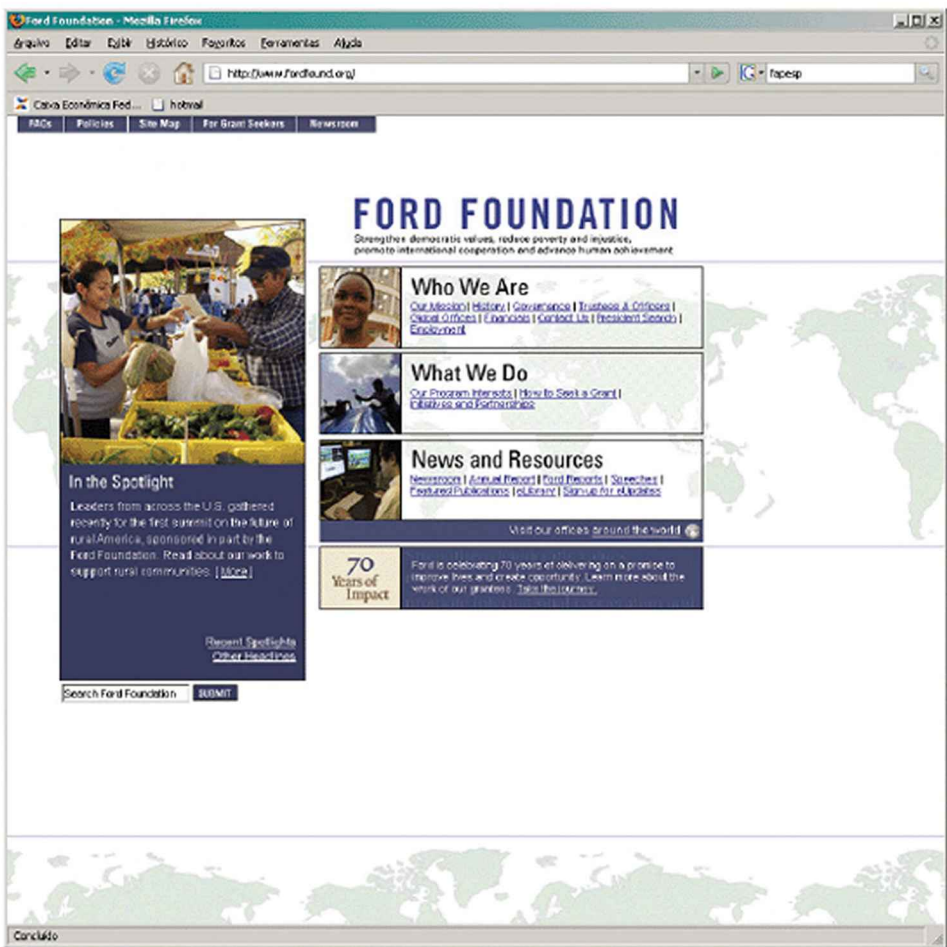 Ford Foundation - Mozilla Firefox
Arquivo Editar Exibir Histórico Favoritos Ferramentas Ajuda
http://www.fordfound.org/
fapesp
Caixa Econômica Fed... hotmail
FAQs Policies Site Map For Grant Seekers Newsroom
FORD FOUNDATION
Strengthen democratic values, reduce poverty and injustice,
promote international cooperation and advance human achievement
Who We Are
Our Mission | History | Governance | Trustees & Officers |
Global Offices | Financials | Contact Us | President Search |
Employment
What We Do
Our Program Interests | How to Seek a Grant |
Initiatives and Partnerships
News and Resources
Newsroom | Annual Report | Ford Reports | Speeches |
Featured Publications | eLibrary | Sign-up for eUpdates
Visit our offices around the world
70
Years of
Impact
Ford is celebrating 70 years of delivering on a promise to
improve lives and create opportunity. Learn more about the
work of our grantees. Take the journey.
In the Spotlight
Leaders from across the U.S. gathered
recently for the first summit on the future of
rural America, sponsored in part by the
Ford Foundation. Read about our work to
support rural communities. [ More ]
Recent Spotlights
Other Headlines
Search Ford Foundation SUBMIT
Concluído